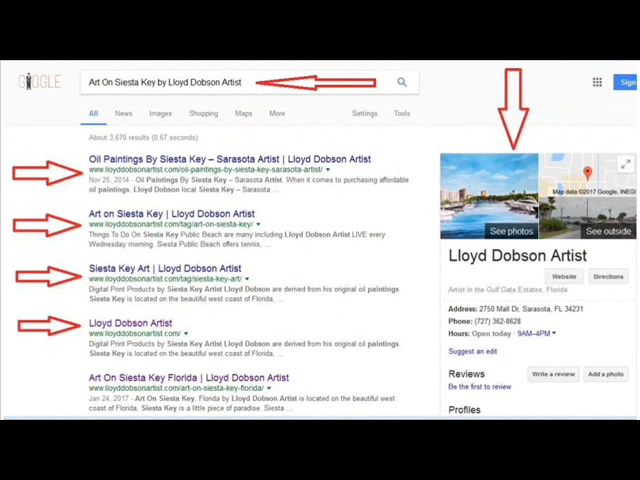 GOOGLE
Art On Siesta Key by Lloyd Dobson Artist
Sign
All News Images Shopping Maps More Settings Tools
About 3,670 results (0.67 seconds)
Oil Paintings By Siesta Key – Sarasota Artist | Lloyd Dobson Artist
www.lloyddobsonartist.com/oil-paintings-by-siesta-key-sarasota-artist/
Nov 25, 2014 - Oil Paintings By Siesta Key – Sarasota Artist. When it comes to purchasing affordable
oil paintings, Lloyd Dobson local Siesta Key – Sarasota ...
Art on Siesta Key | Lloyd Dobson Artist
www.lloyddobsonartist.com/tag/art-on-siesta-key/
Things To Do On Siesta Key Public Beach are many including Lloyd Dobson Artist LIVE every
Wednesday morning. Siesta Public Beach offers tennis, ...
Siesta Key Art | Lloyd Dobson Artist
www.lloyddobsonartist.com/tag/siesta-key-art/
Digital Print Products by Siesta Key Artist Lloyd Dobson are derived from his original oil paintings.
Siesta Key is located on the beautiful west coast of Florida, ...
Lloyd Dobson Artist
www.lloyddobsonartist.com/
Digital Print Products by Siesta Key Artist Lloyd Dobson are derived from his original oil paintings.
Siesta Key is located on the beautiful west coast of Florida, ...
Art On Siesta Key Florida | Lloyd Dobson Artist
www.lloyddobsonartist.com/art-on-siesta-key-florida/
Jan 24, 2017 - Art On Siesta Key, Florida by Lloyd Dobson Artist is located on the beautiful west
coast of Florida, Siesta Key is a little piece of paradise. Siesta ...
Map data ©2017 Google, INEGI
See photos
See outside
Lloyd Dobson Artist
Website Directions
Artist in the Gulf Gate Estates, Florida
Address: 2750 Mall Dr, Sarasota, FL 34231
Phone: (727) 362-8628
Hours: Open today · 9AM–4PM
Suggest an edit
Reviews
Write a review Add a photo
Be the first to review
Profiles